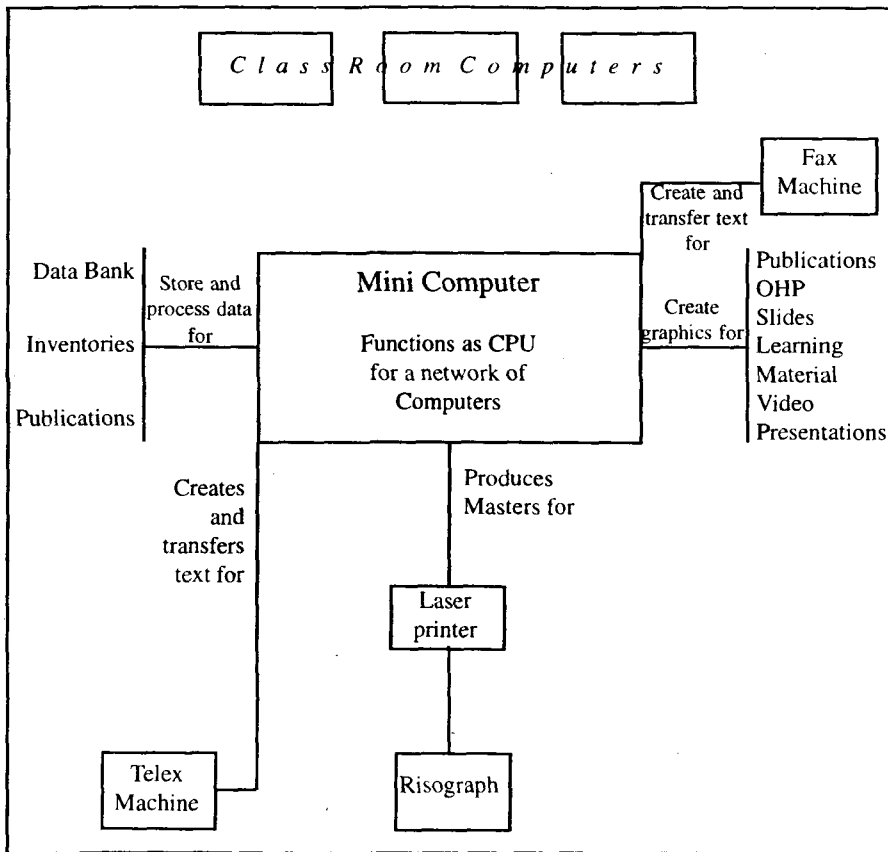 Class Room Computers
Fax
Machine
Create and
transfer text
for
Data Bank
Inventories
Publications
Store and
process data
for
Mini Computer
Functions as CPU
for a network of
Computers
Create
graphics for
Publications
OHP
Slides
Learning
Material
Video
Presentations
Creates
and
transfers
text for
Produces
Masters for
Laser
printer
Telex
Machine
Risograph